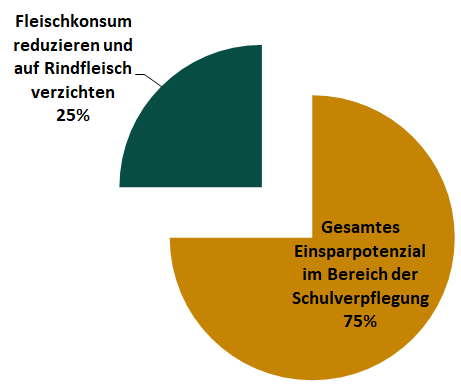 Fleischkonsum
reduzieren und
auf Rindfleisch
verzichten
25%
Gesamtes
Einsparpotenzial
im Bereich der
Schulverpflegung
75%